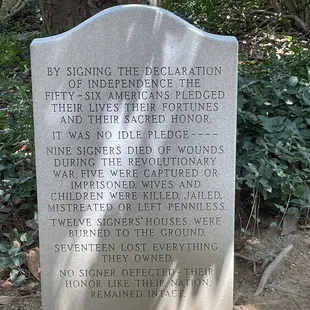 BY SIGNING THE DECLARATION
OF INDEPENDENCE THE
FIFTY-SIX AMERICANS PLEDGED
THEIR LIVES THEIR FORTUNES
AND THEIR SACRED HONOR.
IT WAS NO IDLE PLEDGE----
NINE SIGNERS DIED OF WOUNDS
DURING THE REVOLUTIONARY
WAR. FIVE WERE CAPTURED OR
IMPRISONED. WIVES AND
CHILDREN WERE KILLED, JAILED,
MISTREATED OR LEFT PENNILESS.
TWELVE SIGNERS' HOUSES WERE
BURNED TO THE GROUND.
SEVENTEEN LOST EVERYTHING
THEY OWNED.
NO SIGNER DEFECTED-THEIR
HONOR LIKE THEIR NATION,
REMAINED INTACT.